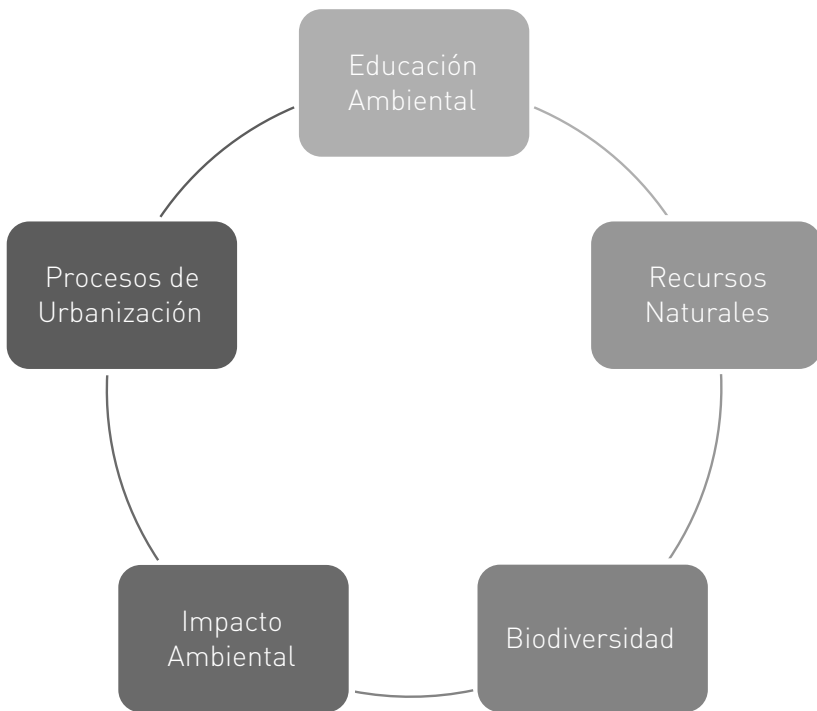 Educación
Ambiental
Recursos
Naturales
Biodiversidad
Impacto
Ambiental
Procesos de
Urbanización